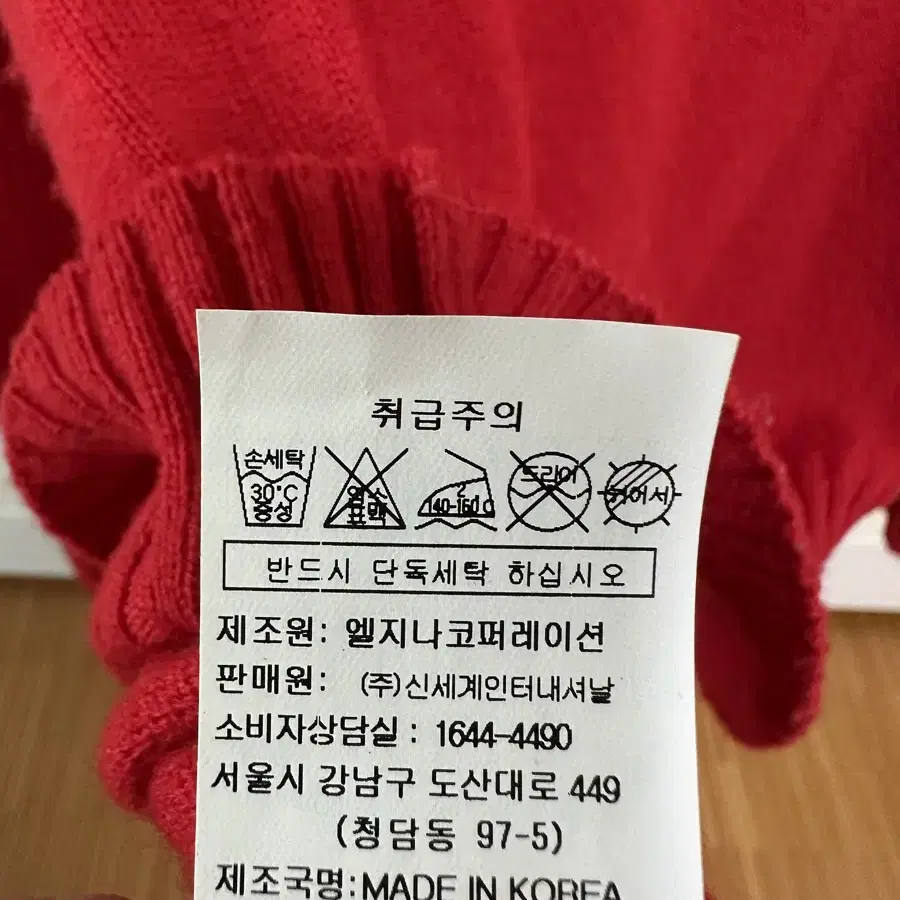 취급주의
손세탁 30°C 중성
염소 표백
140-160℃
드라이
뉘어서
반드시 단독세탁 하십시오
제조원: 엘지나코퍼레이션
판매원: (주)신세계인터내셔날
소비자상담실 : 1644-4490
서울시 강남구 도산대로 449
(청담동 97-5)
제조국명:MADE IN KOREA